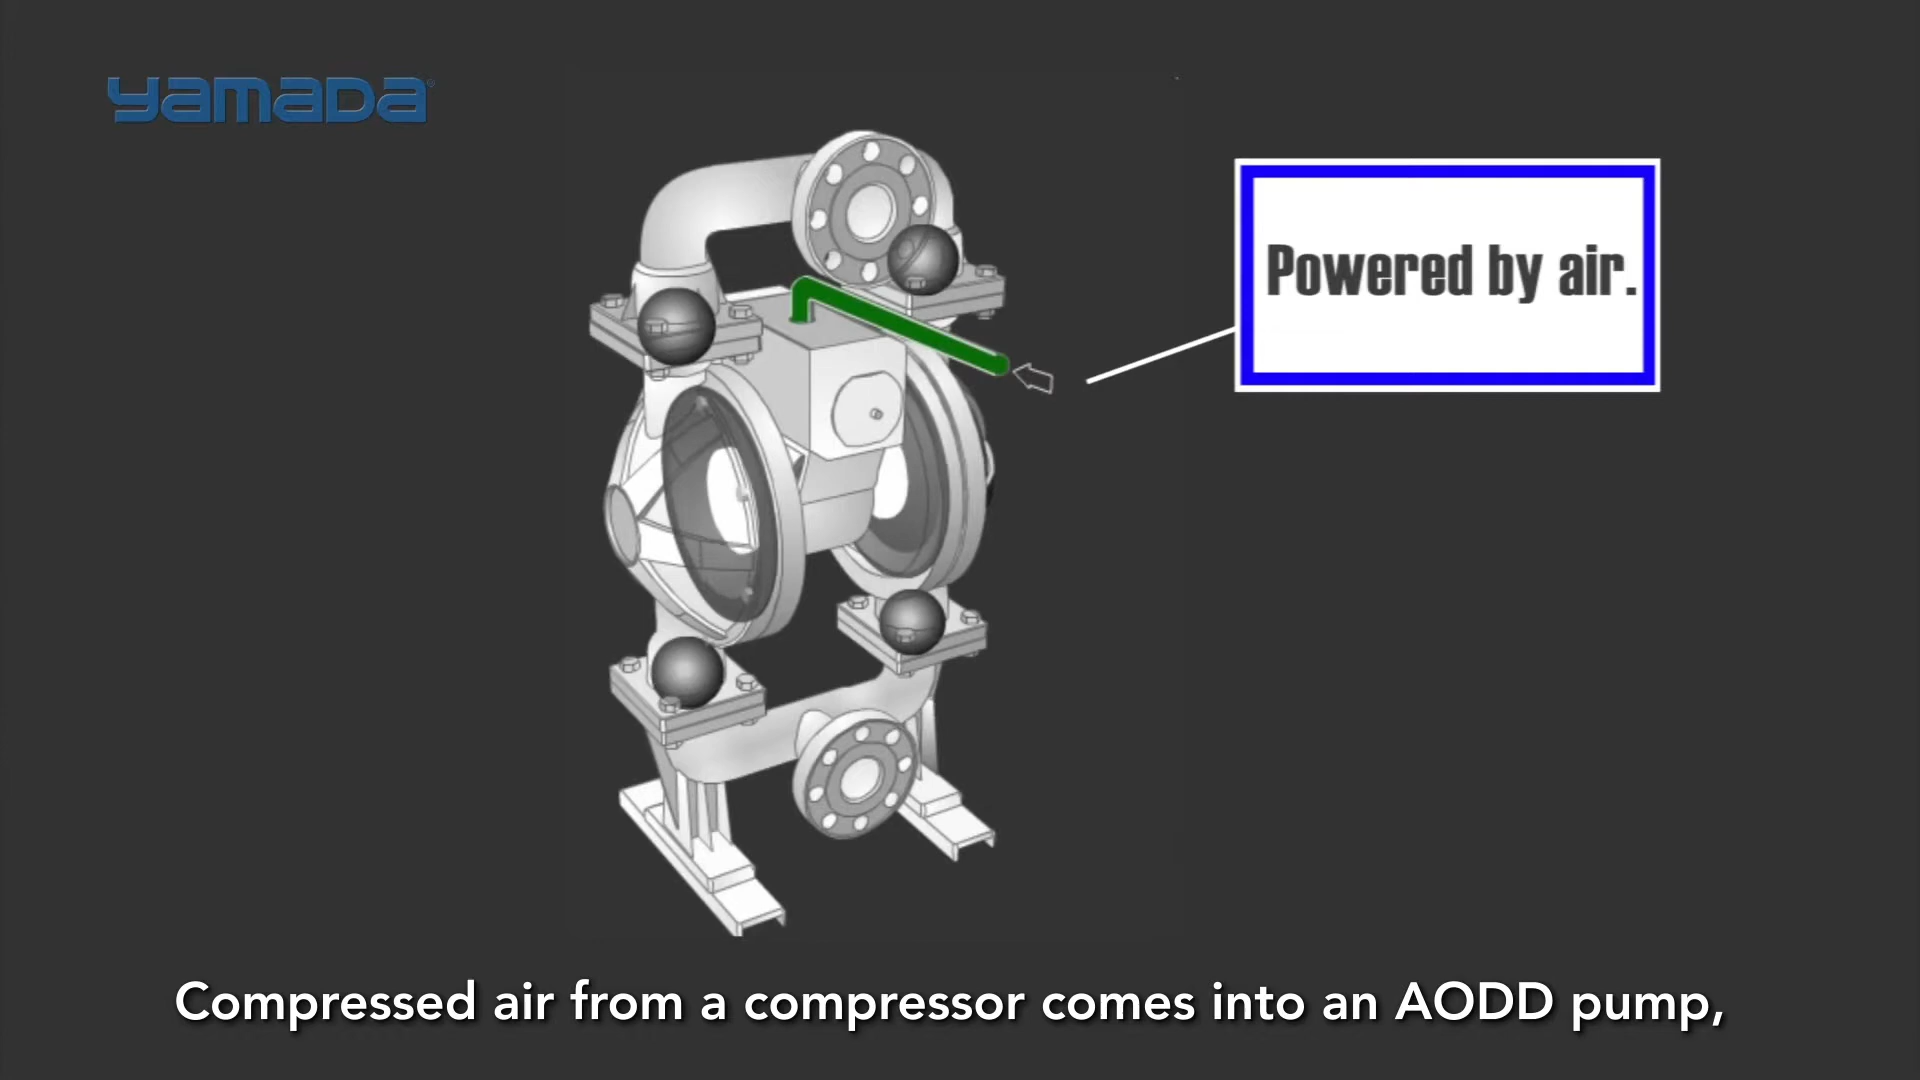 yamada
Powered by air.
Compressed air from a compressor comes into an AODD pump,